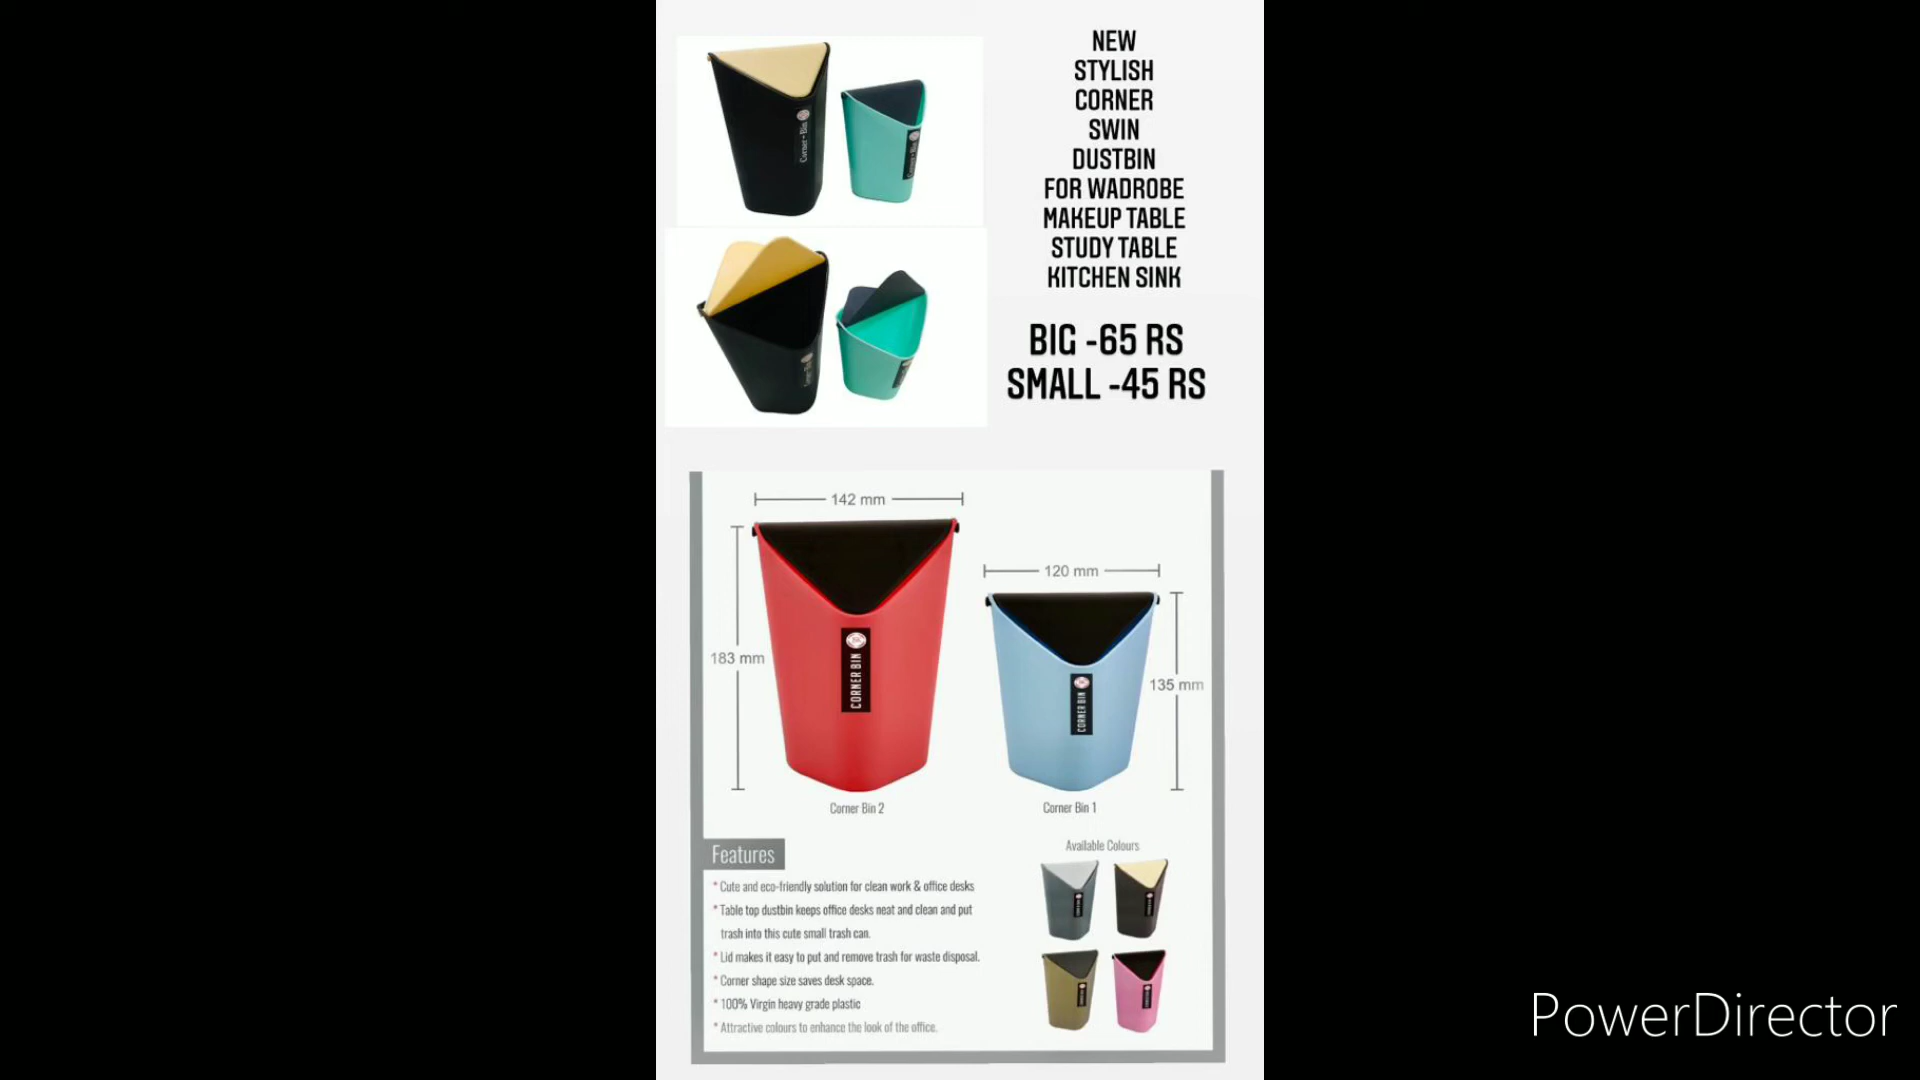 NEW
STYLISH
CORNER
SWIN
DUSTBIN
FOR WADROBE
MAKEUP TABLE
STUDY TABLE
KITCHEN SINK
BIG -65 RS
SMALL -45 RS
Corner - Bin
Corner - Bin
142 mm
120 mm
183 mm
135 mm
CORNER BIN
CORNER BIN
Corner Bin 2
Corner Bin 1
Features
* Cute and eco-friendly solution for clean work & office desks
* Table top dustbin keeps office desks neat and clean and put
trash into this cute small trash can.
* Lid makes it easy to put and remove trash for waste disposal.
* Corner shape size saves desk space.
* 100% Virgin heavy grade plastic
* Attractive colours to enhance the look of the office.
Available Colours
PowerDirector